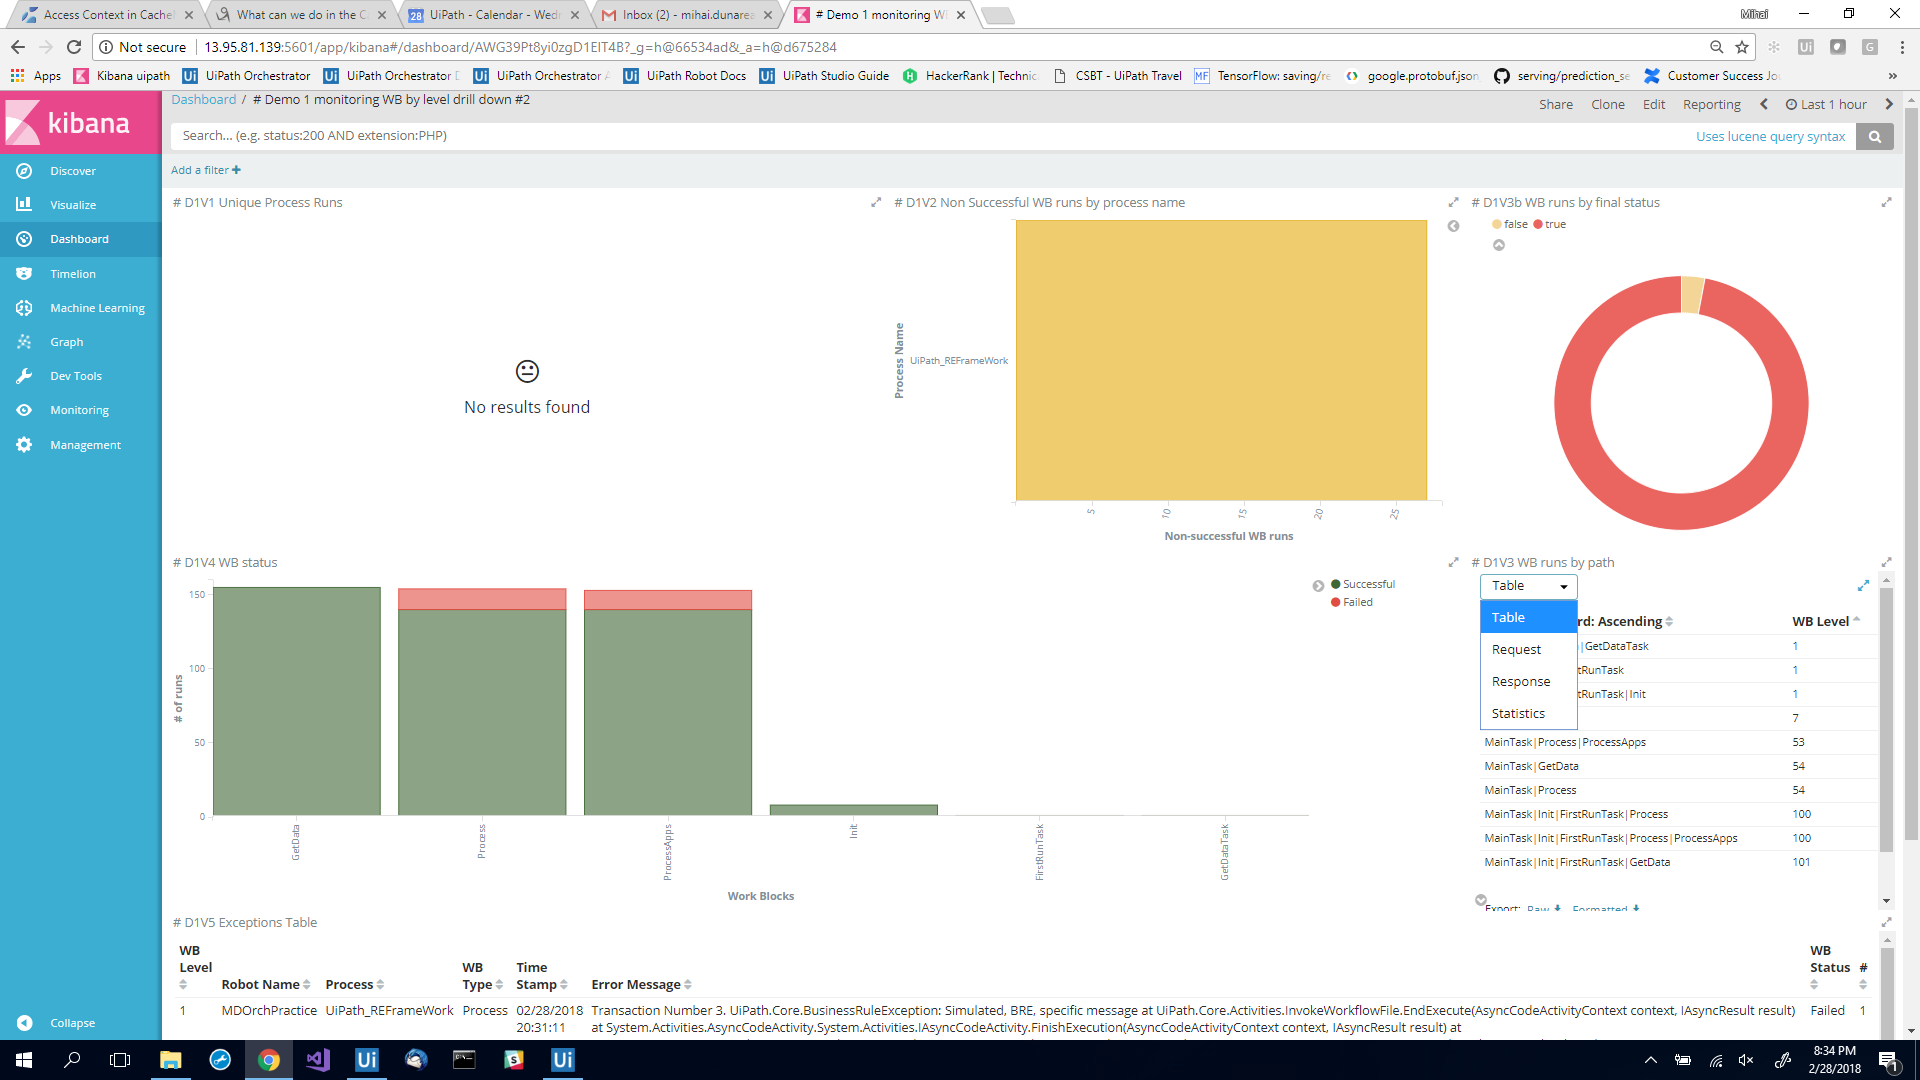 Access Context in Cache
What can we do in the C
28 UiPath - Calendar - Wedn
Inbox (2) - mihai.dunarea
# Demo 1 monitoring W
Mihai
Not secure 13.95.81.139:5601/app/kibana#/dashboard/AWG39Pt8yi0zgD1EIT4B?_g=h@66534ad&_a=h@d675284
Apps Kibana uipath UiPath Orchestrator UiPath Orchestrator D UiPath Orchestrator A UiPath Robot Docs UiPath Studio Guide HackerRank | Technic CSBT - UiPath Travel MF TensorFlow: saving/re google.protobuf.json serving/prediction_se Customer Success Jou »
kibana
Discover
Visualize
Dashboard
Timelion
Machine Learning
Graph
Dev Tools
Monitoring
Management
Collapse
Dashboard / # Demo 1 monitoring WB by level drill down #2
Share Clone Edit Reporting Last 1 hour
Search... (e.g. status:200 AND extension:PHP)
Uses lucene query syntax
Add a filter +
# D1V1 Unique Process Runs
No results found
# D1V2 Non Successful WB runs by process name
Process Name
UiPath_REFrameWork
5 10 15 20 25
Non-successful WB runs
# D1V3b WB runs by final status
false true
# D1V4 WB status
# of runs
150
100
50
0
GetData Process ProcessApps Init FirstRunTask GetDataTask
Work Blocks
Successful
Failed
# D1V3 WB runs by path
Table
Table
Request
Response
Statistics
rd: Ascending WB Level
|GetDataTask 1
tRunTask 1
tRunTask|Init 1
7
MainTask|Process|ProcessApps 53
MainTask|GetData 54
MainTask|Process 54
MainTask|Init|FirstRunTask|Process 100
MainTask|Init|FirstRunTask|Process|ProcessApps 100
MainTask|Init|FirstRunTask|GetData 101
Export: Raw Formatted
# D1V5 Exceptions Table
WB Level Robot Name Process WB Type Time Stamp Error Message WB Status #
1 MDOrchPractice UiPath_REFrameWork Process 02/28/2018 20:31:11 Transaction Number 3. UiPath.Core.BusinessRuleException: Simulated, BRE, specific message at UiPath.Core.Activities.InvokeWorkflowFile.EndExecute(AsyncCodeActivityContext context, IAsyncResult result) Failed 1
at System.Activities.AsyncCodeActivity.System.Activities.IAsyncCodeActivity.FinishExecution(AsyncCodeActivityContext context, IAsyncResult result) at
8:34 PM
2/28/2018
1